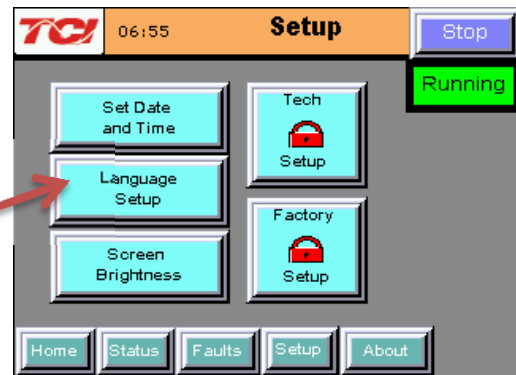 TCI
06:55
Setup
Stop
Running
Set Date
and Time
Tech
Setup
Language
Setup
Factory
Setup
Screen
Brightness
Home
Status
Faults
Setup
About